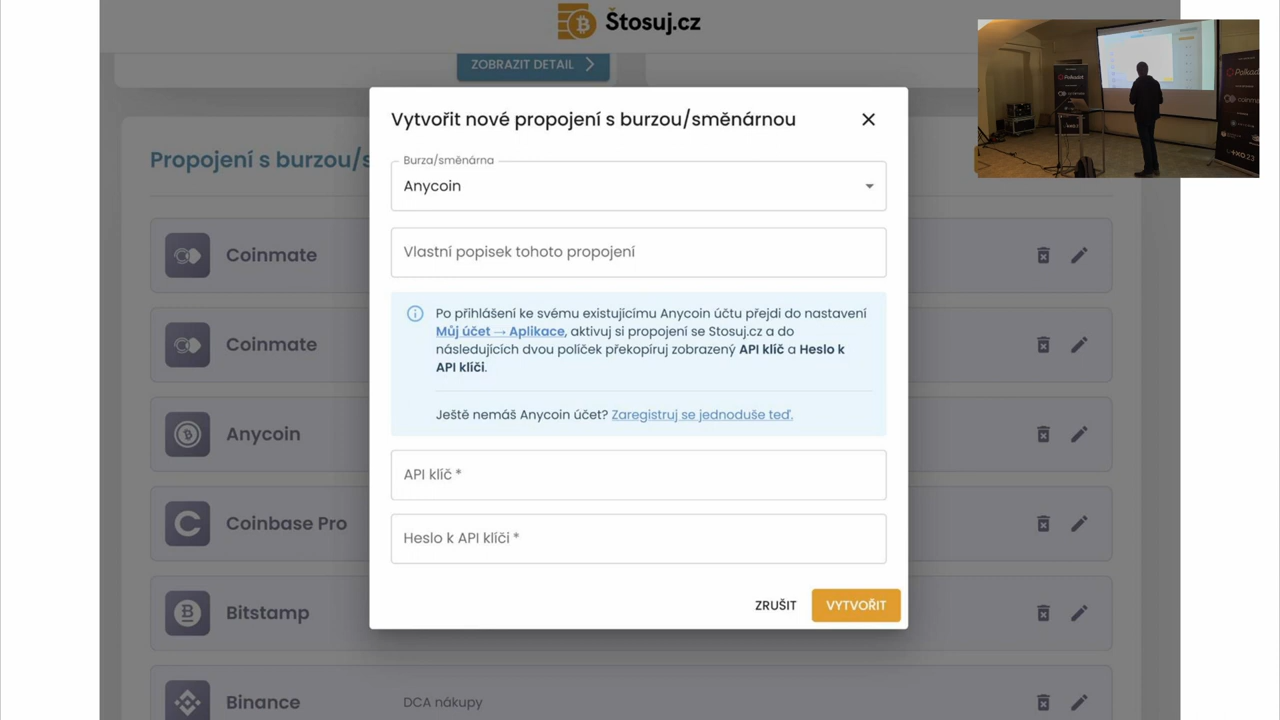 Štosuj.cz
ZOBRAZIT DETAIL
Vytvořit nové propojení s burzou/směnárnou
Propojení s burzou/s
Burza/směnárna
Anycoin
Vlastní popisek tohoto propojení
Po přihlášení ke svému existujícímu Anycoin účtu přejdi do nastavení
Můj účet → Aplikace, aktivuj si propojení se Stosuj.cz a do
následujících dvou políček překopíruj zobrazený API klíč a Heslo k
API klíči.
Ještě nemáš Anycoin účet? Zaregistruj se jednoduše teď.
API klíč *
Heslo k API klíči *
ZRUŠIT
VYTVOŘIT
Coinmate
Coinmate
Anycoin
Coinbase Pro
Bitstamp
Binance
DCA nákupy
Polkadot